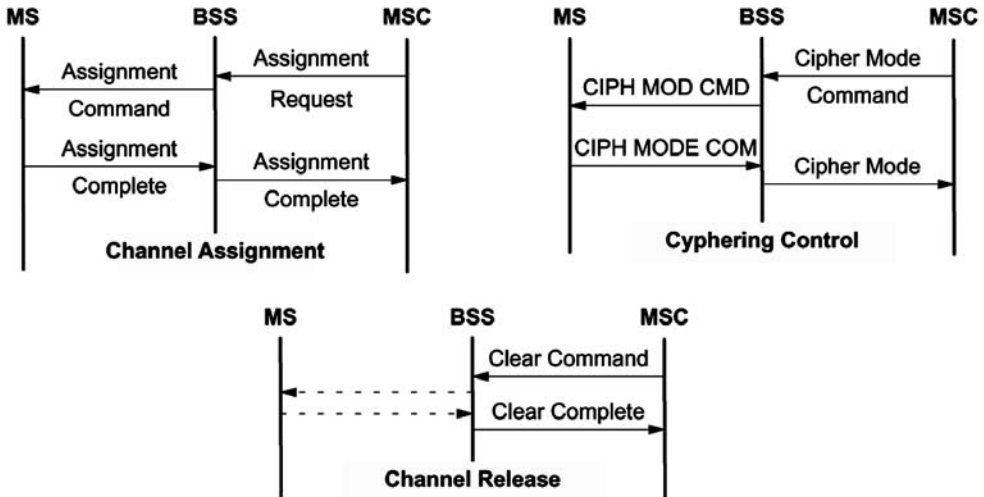 MS BSS MSC
Assignment
Request
Assignment
Command
Assignment
Complete
Assignment
Complete
Channel Assignment
MS BSS MSC
Cipher Mode
Command
CIPH MOD CMD
CIPH MODE COM
Cipher Mode
Cyphering Control
MS BSS MSC
Clear Command
Clear Complete
Channel Release